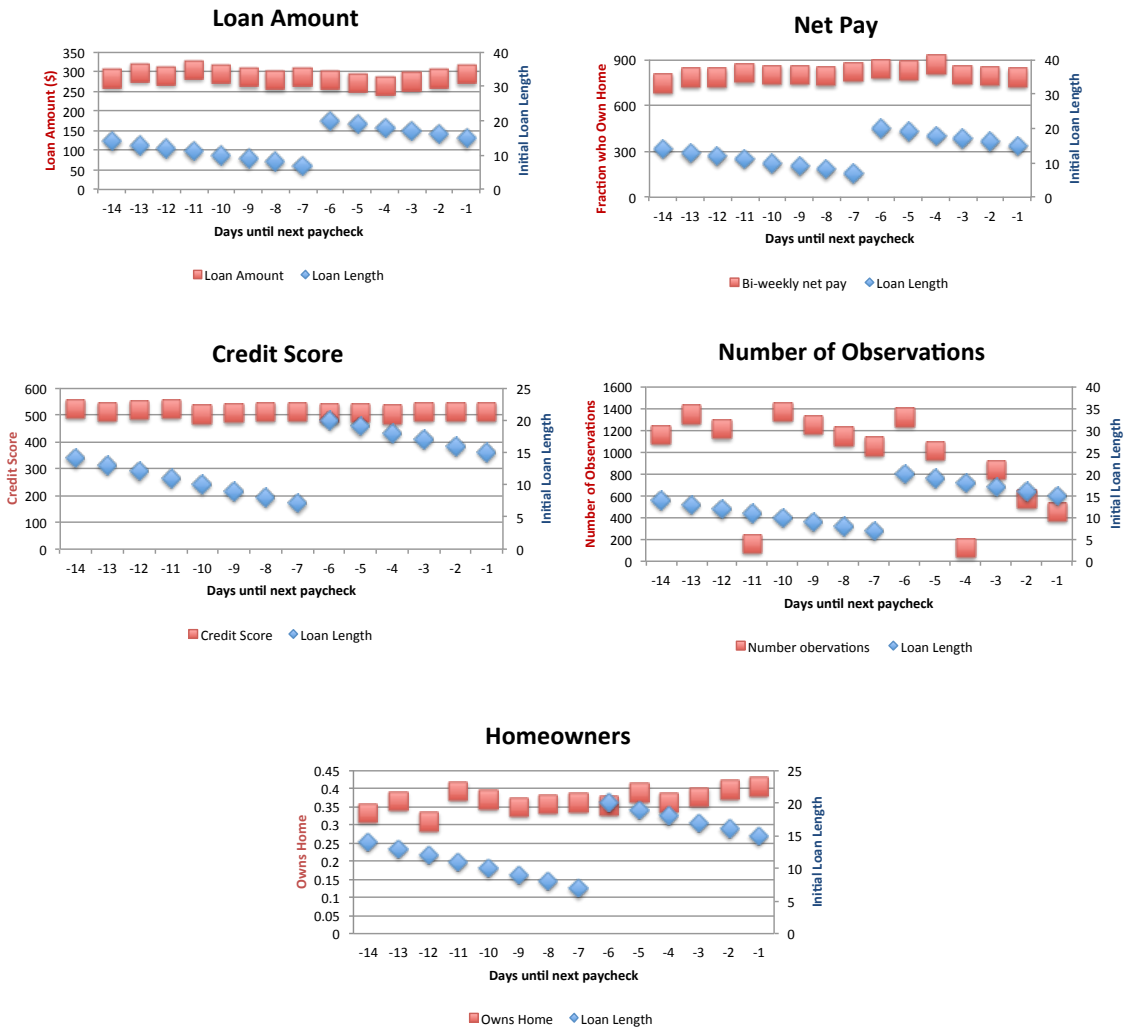 Loan Amount
350
300
250
200
150
100
50
0
40
30
20
10
0
Loan Amount ($)
Initial Loan Length
-14 -13 -12 -11 -10 -9 -8 -7 -6 -5 -4 -3 -2 -1
Days until next paycheck
Loan Amount Loan Length
Net Pay
900
600
300
0
40
30
20
10
0
Fraction who Own Home
Initial Loan Length
-14 -13 -12 -11 -10 -9 -8 -7 -6 -5 -4 -3 -2 -1
Days until next paycheck
Bi-weekly net pay Loan Length
Credit Score
600
500
400
300
200
100
0
25
20
15
10
5
0
Credit Score
Initial Loan Length
-14 -13 -12 -11 -10 -9 -8 -7 -6 -5 -4 -3 -2 -1
Days until next paycheck
Credit Score Loan Length
Number of Observations
1600
1400
1200
1000
800
600
400
200
0
40
35
30
25
20
15
10
5
0
Number of Observations
Initial Loan Length
-14 -13 -12 -11 -10 -9 -8 -7 -6 -5 -4 -3 -2 -1
Days until next paycheck
Number obervations Loan Length
Homeowners
0.45
0.4
0.35
0.3
0.25
0.2
0.15
0.1
0.05
0
25
20
15
10
5
0
Owns Home
Initial Loan Length
-14 -13 -12 -11 -10 -9 -8 -7 -6 -5 -4 -3 -2 -1
Days until next paycheck
Owns Home Loan Length